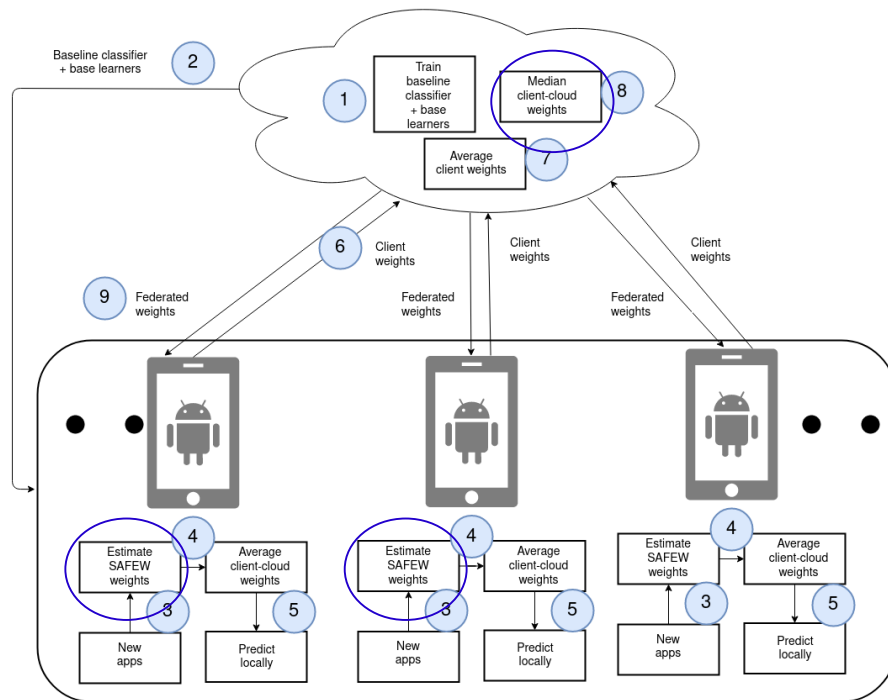 Baseline classifier
+ base learners
2
1
Train
baseline
classifier
+ base
learners
Median
client-cloud
weights
8
Average
client weights
7
6
Client
weights
Client
weights
Client
weights
9
Federated
weights
Federated
weights
Federated
weights
Estimate
SAFEW
weights
4
Average
client-cloud
weights
3
5
New
apps
Predict
locally
Estimate
SAFEW
weights
4
Average
client-cloud
weights
3
5
New
apps
Predict
locally
Estimate
SAFEW
weights
4
Average
client-cloud
weights
3
5
New
apps
Predict
locally